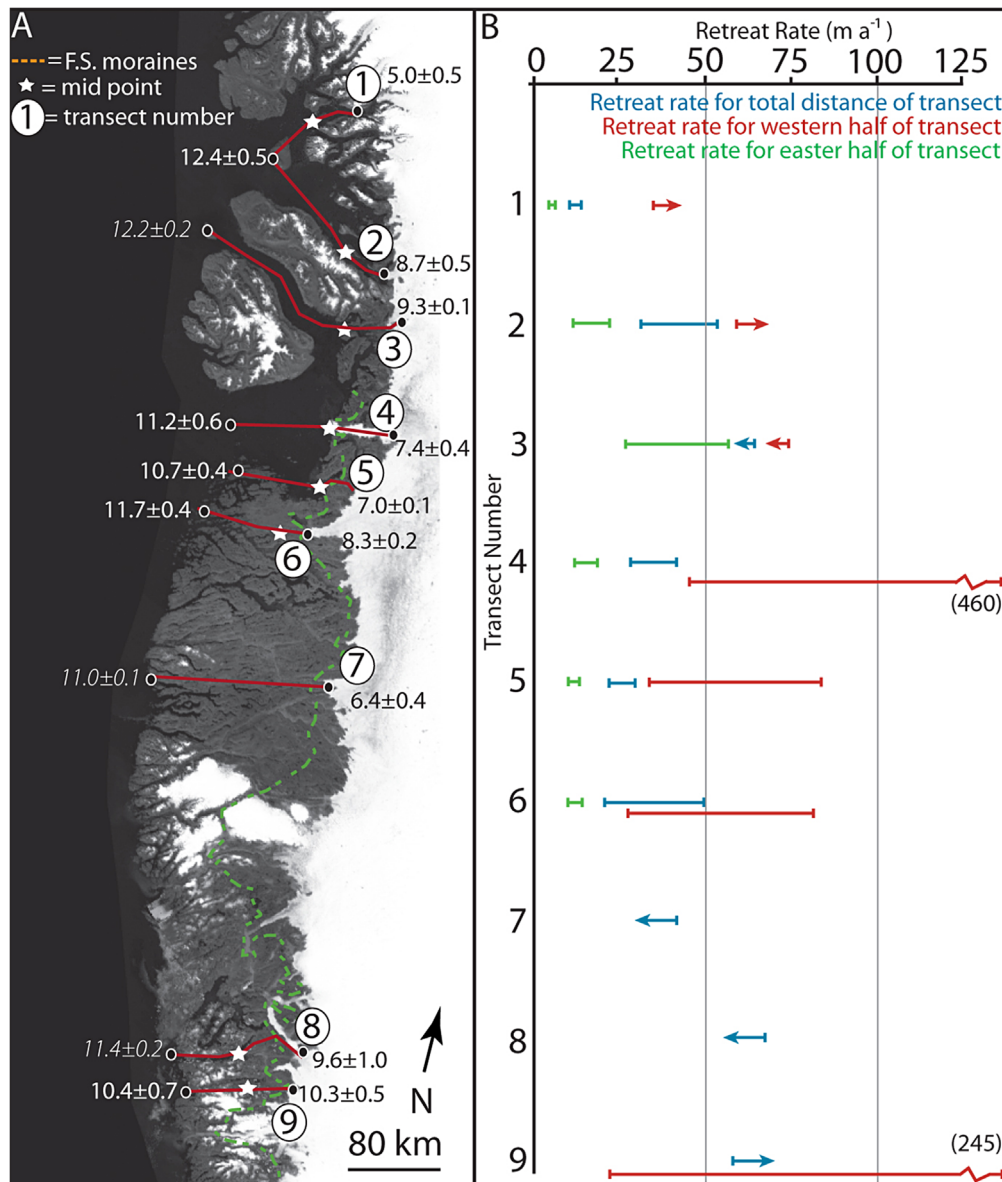 A
= F.S. moraines
= mid point
1 = transect number
1
5.0±0.5
12.4±0.5
12.2±0.2
2
8.7±0.5
9.3±0.1
3
11.2±0.6
4
7.4±0.4
10.7±0.4
5
7.0±0.1
11.7±0.4
6
8.3±0.2
7
11.0±0.1
6.4±0.4
8
11.4±0.2
9.6±1.0
10.4±0.7
10.3±0.5
9
N
80 km
B
Retreat Rate (m a⁻¹)
0 25 50 75 100 125
Retreat rate for total distance of transect
Retreat rate for western half of transect
Retreat rate for easter half of transect
Transect Number
1
2
3
4
(460)
5
6
7
8
(245)
9